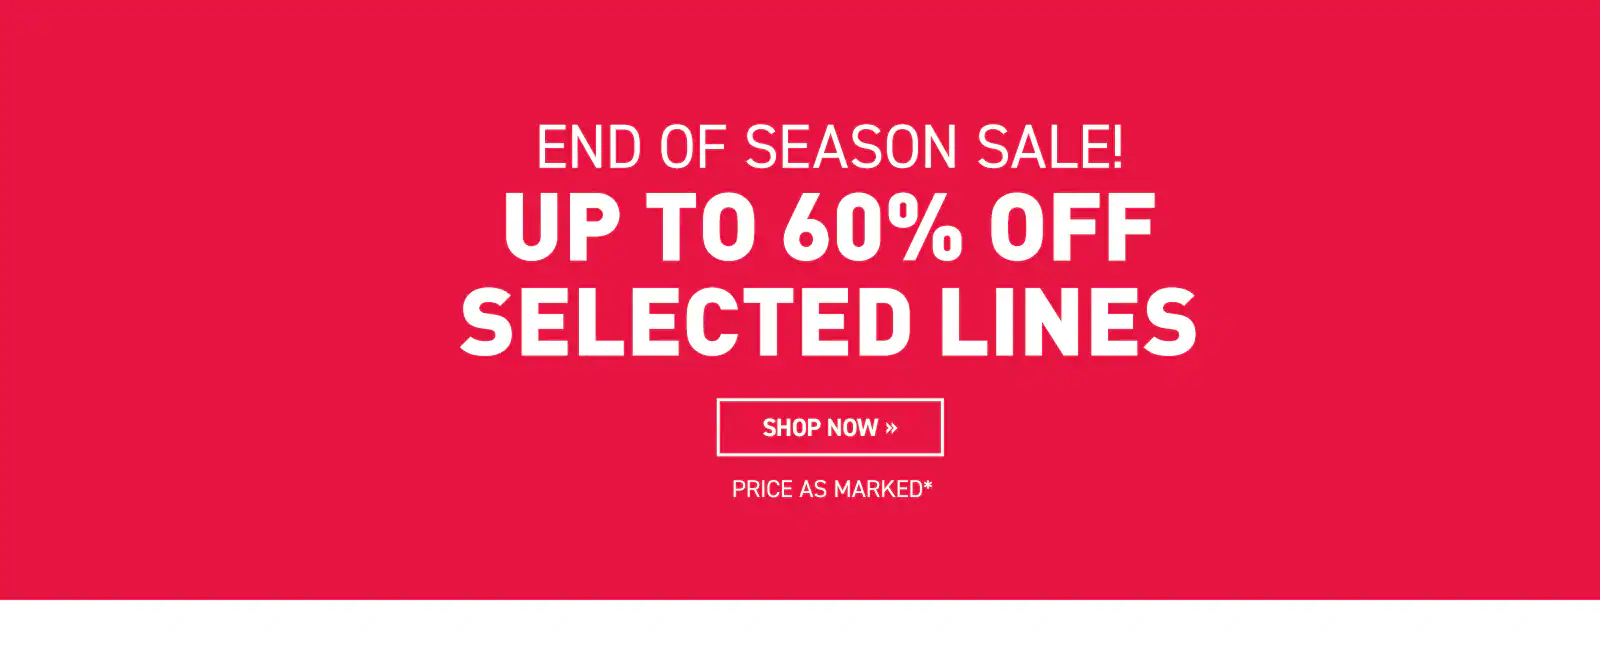 END OF SEASON SALE!
UP TO 60% OFF
SELECTED LINES
SHOP NOW »
PRICE AS MARKED*